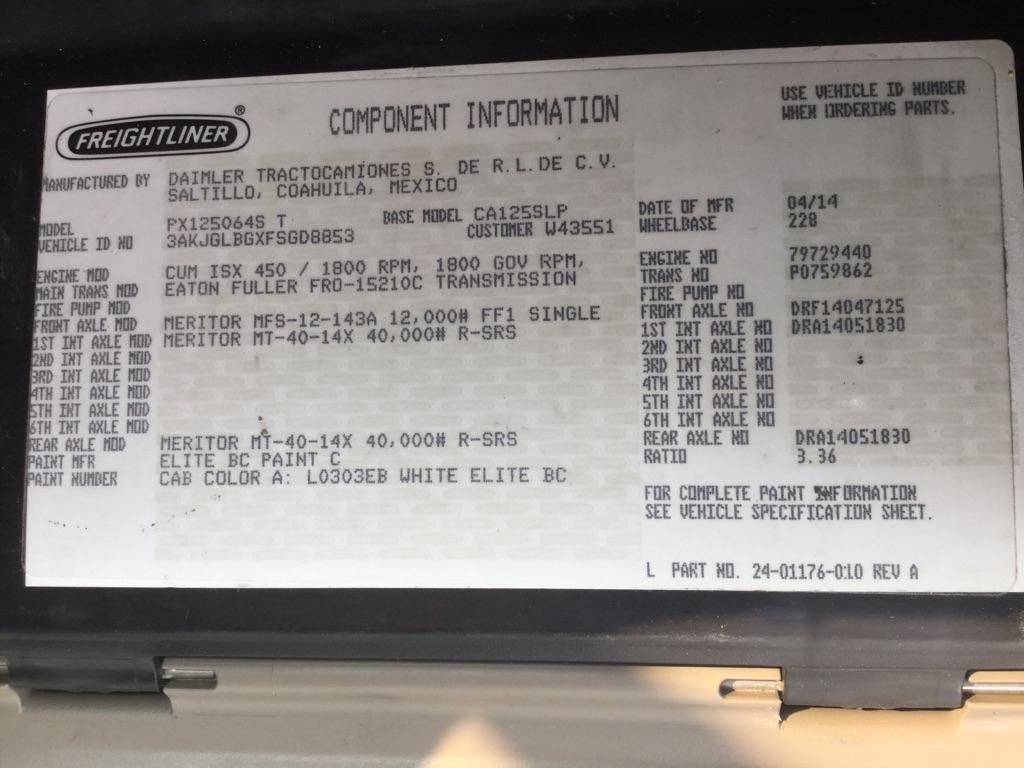 FREIGHTLINER ®
COMPONENT INFORMATION
USE VEHICLE ID NUMBER
WHEN ORDERING PARTS.
MANUFACTURED BY DAIMLER TRACTOCAMIONES S. DE R.L.DE C.V.
SALTILLO, COAHUILA, MEXICO
MODEL PX125064S T BASE MODEL CA125SLP DATE OF MFR 04/14
VEHICLE ID NO 3AKJGLBGXFSGD8853 CUSTOMER W43551 WHEELBASE 228
ENGINE MOD CUM ISX 450 / 1800 RPM, 1800 GOV RPM, ENGINE NO 79729440
MAIN TRANS MOD EATON FULLER FRO-15210C TRANSMISSION TRANS NO P0759862
FIRE PUMP MOD FIRE PUMP NO
FRONT AXLE MOD MERITOR MFS-12-143A 12,000# FF1 SINGLE FRONT AXLE NO DRF14047125
1ST INT AXLE MOD MERITOR MT-40-14X 40,000# R-SRS 1ST INT AXLE NO DRA14051830
2ND INT AXLE MOD 2ND INT AXLE NO
3RD INT AXLE MOD 3RD INT AXLE NO
4TH INT AXLE MOD 4TH INT AXLE NO
5TH INT AXLE MOD 5TH INT AXLE NO
6TH INT AXLE MOD 6TH INT AXLE NO
REAR AXLE MOD MERITOR MT-40-14X 40,000# R-SRS REAR AXLE NO DRA14051830
PAINT MFR ELITE BC PAINT C RATIO 3.36
PAINT NUMBER CAB COLOR A: L0303EB WHITE ELITE BC
FOR COMPLETE PAINT INFORMATION
SEE VEHICLE SPECIFICATION SHEET.
L PART NO. 24-01176-010 REV A